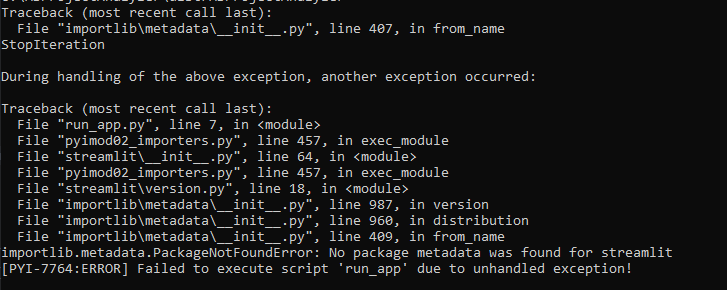 Traceback (most recent call last):
  File "importlib\metadata\__init__.py", line 407, in from_name
StopIteration

During handling of the above exception, another exception occurred:

Traceback (most recent call last):
  File "run_app.py", line 7, in <module>
  File "pyimod02_importers.py", line 457, in exec_module
  File "streamlit\__init__.py", line 64, in <module>
  File "pyimod02_importers.py", line 457, in exec_module
  File "streamlit\version.py", line 18, in <module>
  File "importlib\metadata\__init__.py", line 987, in version
  File "importlib\metadata\__init__.py", line 960, in distribution
  File "importlib\metadata\__init__.py", line 409, in from_name
importlib.metadata.PackageNotFoundError: No package metadata was found for streamlit
[PYI-7764:ERROR] Failed to execute script 'run_app' due to unhandled exception!